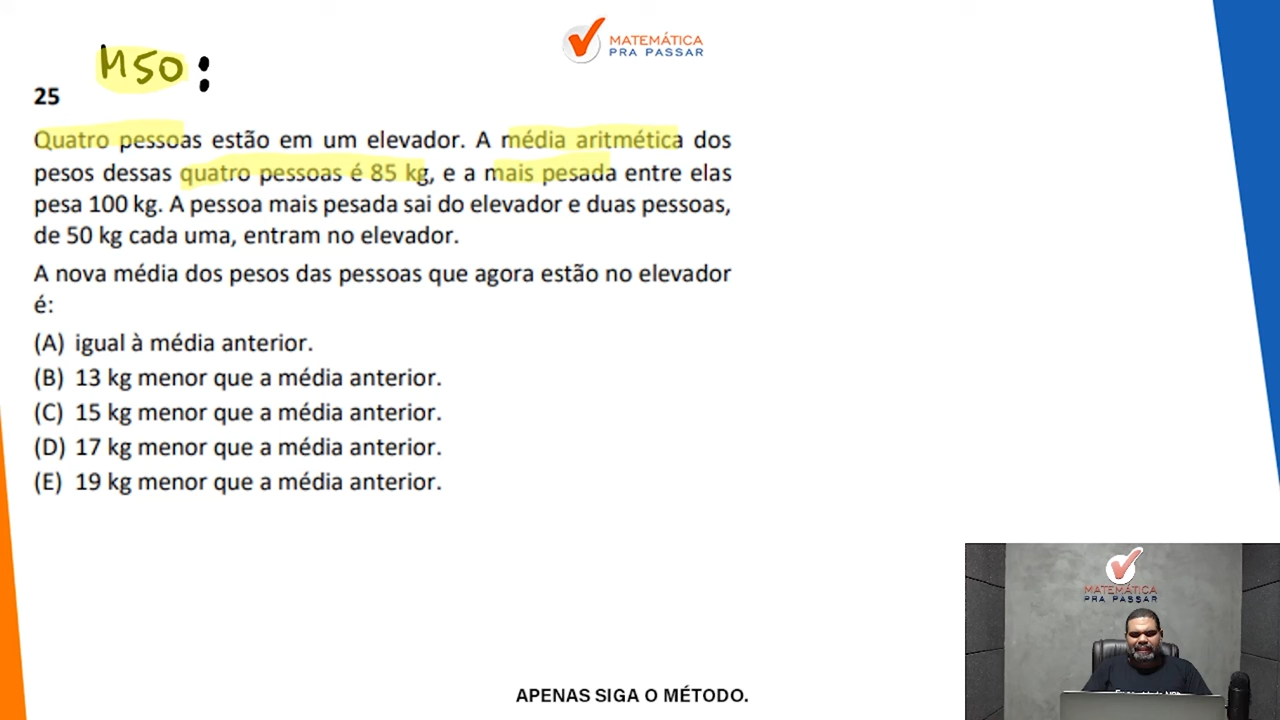 MATEMÁTICA
PRA PASSAR
M50:
25
Quatro pessoas estão em um elevador. A média aritmética dos
pesos dessas quatro pessoas é 85 kg, e a mais pesada entre elas
pesa 100 kg. A pessoa mais pesada sai do elevador e duas pessoas,
de 50 kg cada uma, entram no elevador.
A nova média dos pesos das pessoas que agora estão no elevador
é:
(A) igual à média anterior.
(B) 13 kg menor que a média anterior.
(C) 15 kg menor que a média anterior.
(D) 17 kg menor que a média anterior.
(E) 19 kg menor que a média anterior.
MATEMÁTICA
PRA PASSAR
APENAS SIGA O MÉTODO.